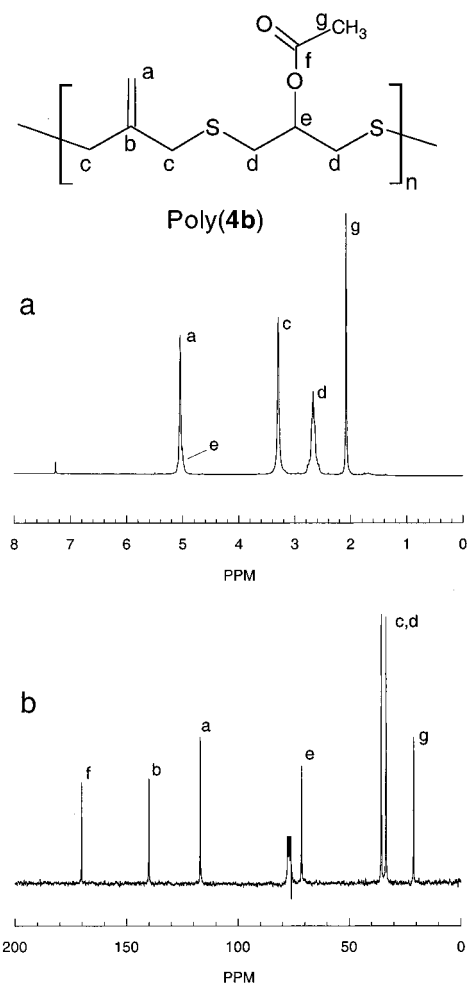 g
O CH₃
f
a O
S e S
c b c d d n
Poly(4b)
a
g
c
a
d
e
8 7 6 5 4 3 2 1 0
PPM
b
c,d
a
g
e
b
f
200 150 100 50 0
PPM